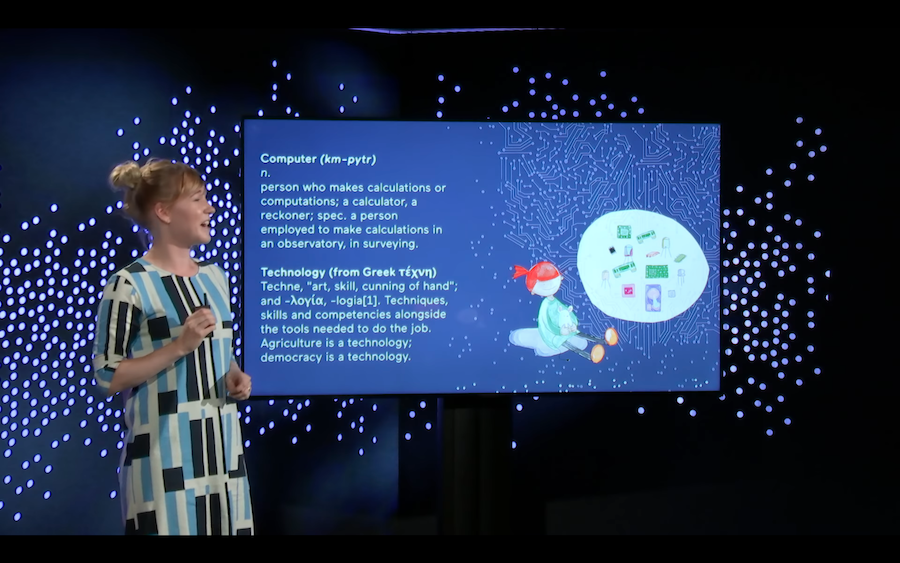 Computer (km-pytr)
n.
person who makes calculations or
computations; a calculator, a
reckoner; spec. a person
employed to make calculations in
an observatory, in surveying.
Technology (from Greek τέχνη)
Techne, "art, skill, cunning of hand";
and -λογία, -logia[1]. Techniques,
skills and competencies alongside
the tools needed to do the job.
Agriculture is a technology;
democracy is a technology.